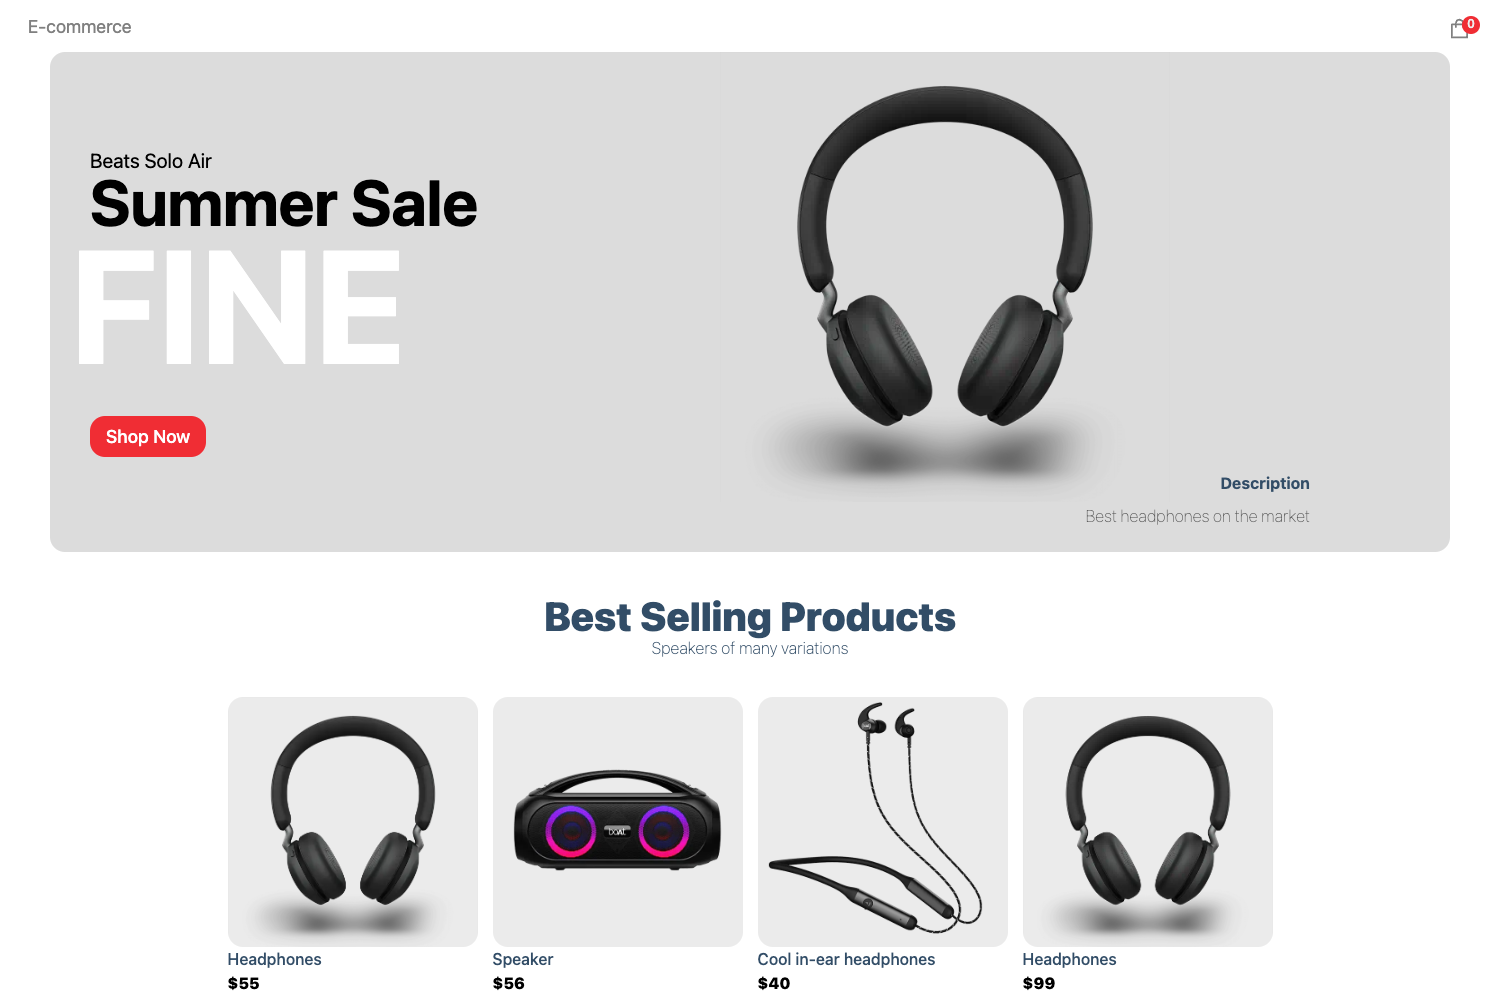 E-commerce
0
Beats Solo Air
Summer Sale
FINE
Shop Now
Description
Best headphones on the market
Best Selling Products
Speakers of many variations
Headphones
$55
Speaker
$56
Cool in-ear headphones
$40
Headphones
$99